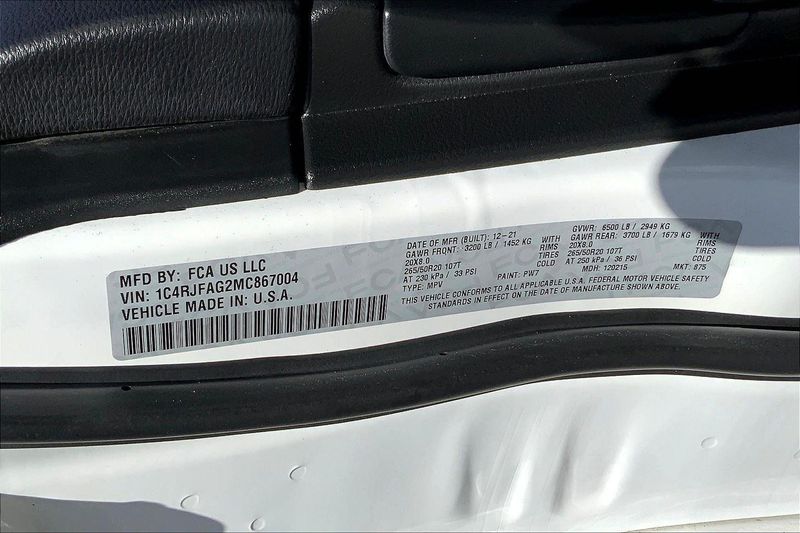 MFD BY: FCA US LLC
VIN: 1C4RJFAG2MC867004
VEHICLE MADE IN U.S.A.
DATE OF MFR (BUILT): 12-21
GAWR FRONT: 3200 LB / 1452 KG WITH
20X8.0 RIMS
265/50R20 107T TIRES
AT 230 kPa / 33 PSI COLD
TYPE: MPV PAINT: PW7
GVWR: 6500 LB / 2949 KG
GAWR REAR: 3700 LB / 1679 KG WITH
20X8.0 RIMS
265/50R20 107T TIRES
AT 250 kPa / 36 PSI COLD
MDH: 120215 MKT: 875
THIS VEHICLE CONFORMS TO ALL APPLICABLE U.S.A. FEDERAL MOTOR VEHICLE SAFETY
STANDARDS IN EFFECT ON THE DATE OF MANUFACTURE SHOWN ABOVE.